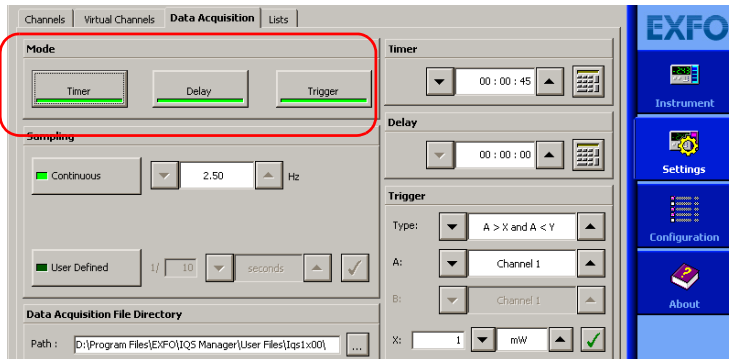 Channels Virtual Channels Data Acquisition Lists
EXFO
Mode
Timer Delay Trigger
Timer
00 : 00 : 45
Instrument
Delay
00 : 00 : 00
Sampling
Continuous 2.50 Hz
Settings
Trigger
Type: A > X and A < Y
Configuration
A: Channel 1
User Defined 1/ 10 seconds
B: Channel 1
About
Data Acquisition File Directory
Path : D:\Program Files\EXFO\IQS Manager\User Files\Iqs1x00\ ...
X: 1 mW